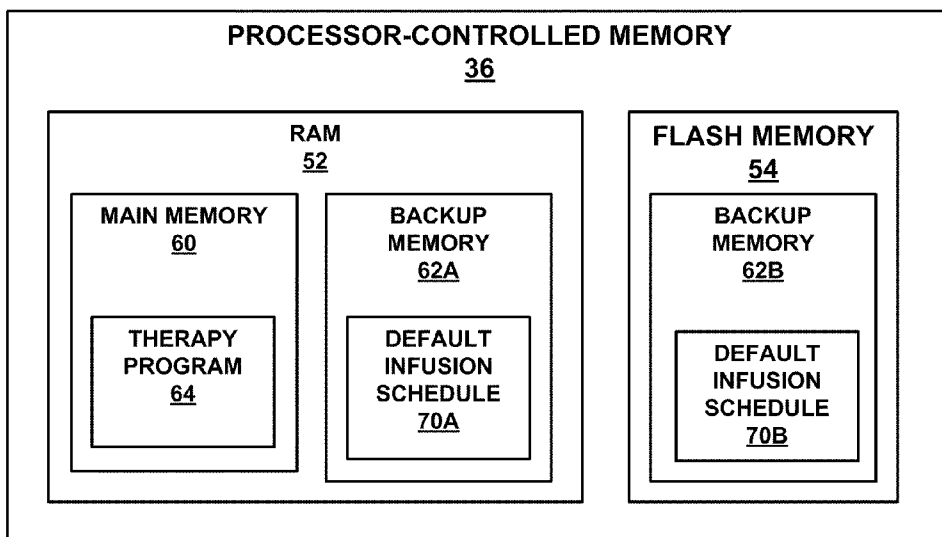 PROCESSOR-CONTROLLED MEMORY
36
RAM
52
MAIN MEMORY
60
THERAPY
PROGRAM
64
BACKUP
MEMORY
62A
DEFAULT
INFUSION
SCHEDULE
70A
FLASH MEMORY
54
BACKUP
MEMORY
62B
DEFAULT
INFUSION
SCHEDULE
70B